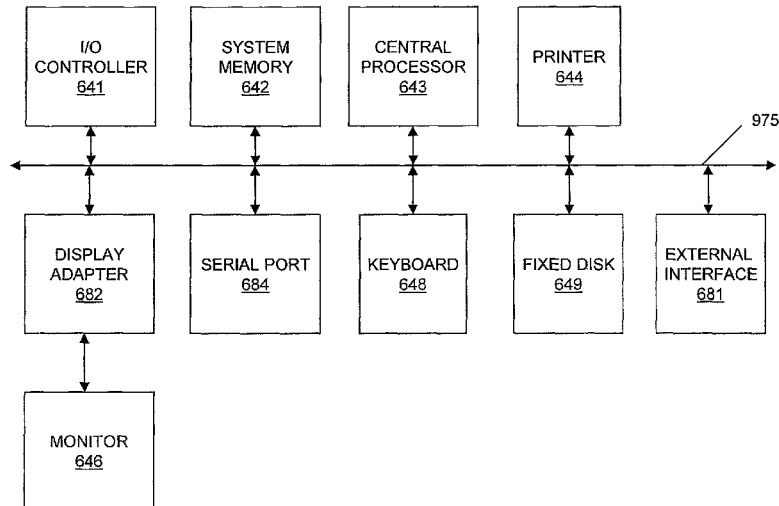 I/O
CONTROLLER
641
SYSTEM
MEMORY
642
CENTRAL
PROCESSOR
643
PRINTER
644
975
DISPLAY
ADAPTER
682
SERIAL PORT
684
KEYBOARD
648
FIXED DISK
649
EXTERNAL
INTERFACE
681
MONITOR
646